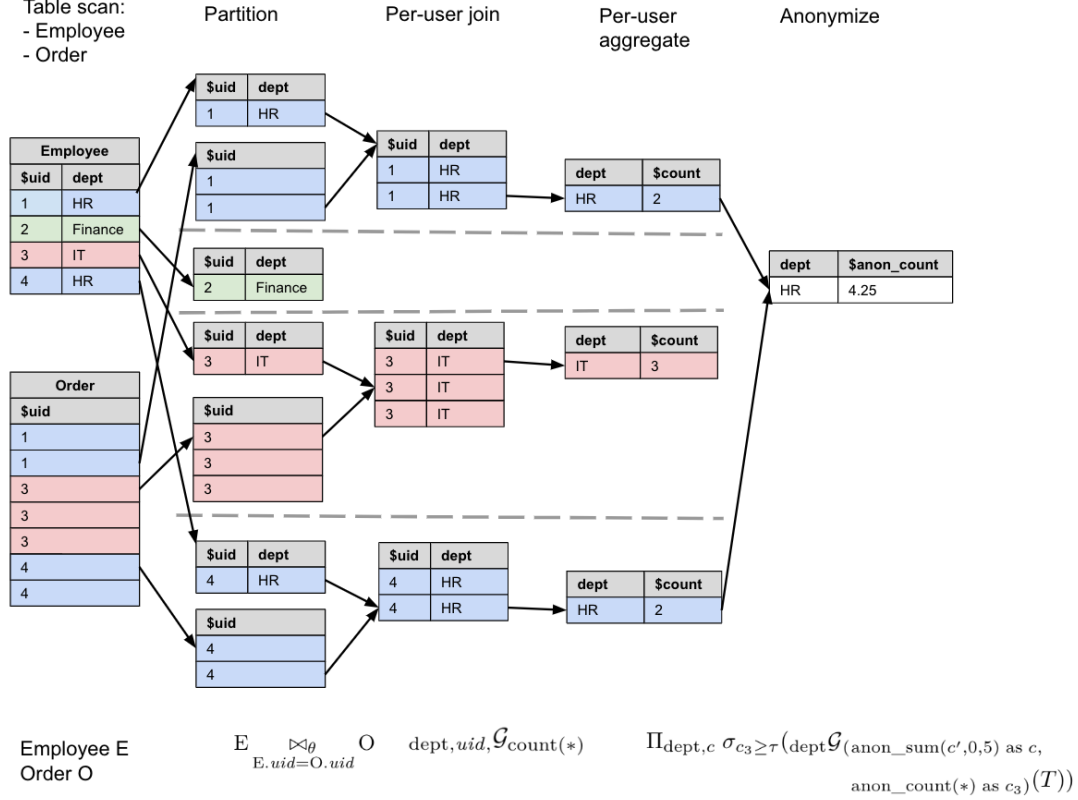 Table scan:
- Employee
- Order
Partition
Per-user join
Per-user
aggregate
Anonymize
Employee
$uid dept
1 HR
2 Finance
3 IT
4 HR
Order
$uid
1
1
3
3
3
4
4
$uid dept
1 HR
$uid
1
1
$uid dept
2 Finance
$uid dept
3 IT
$uid
3
3
3
$uid dept
4 HR
$uid
4
4
$uid dept
1 HR
1 HR
$uid dept
3 IT
3 IT
3 IT
$uid dept
4 HR
4 HR
dept $count
HR 2
dept $count
IT 3
dept $count
HR 2
dept $anon_count
HR 4.25
Employee E
Order O
E ⋈θ O
E.uid=O.uid
dept,uid,𝒢count(∗)
Πdept,c σc3≥τ(dept𝒢(anon_sum(c′,0,5) as c,
anon_count(∗) as c3)(T))